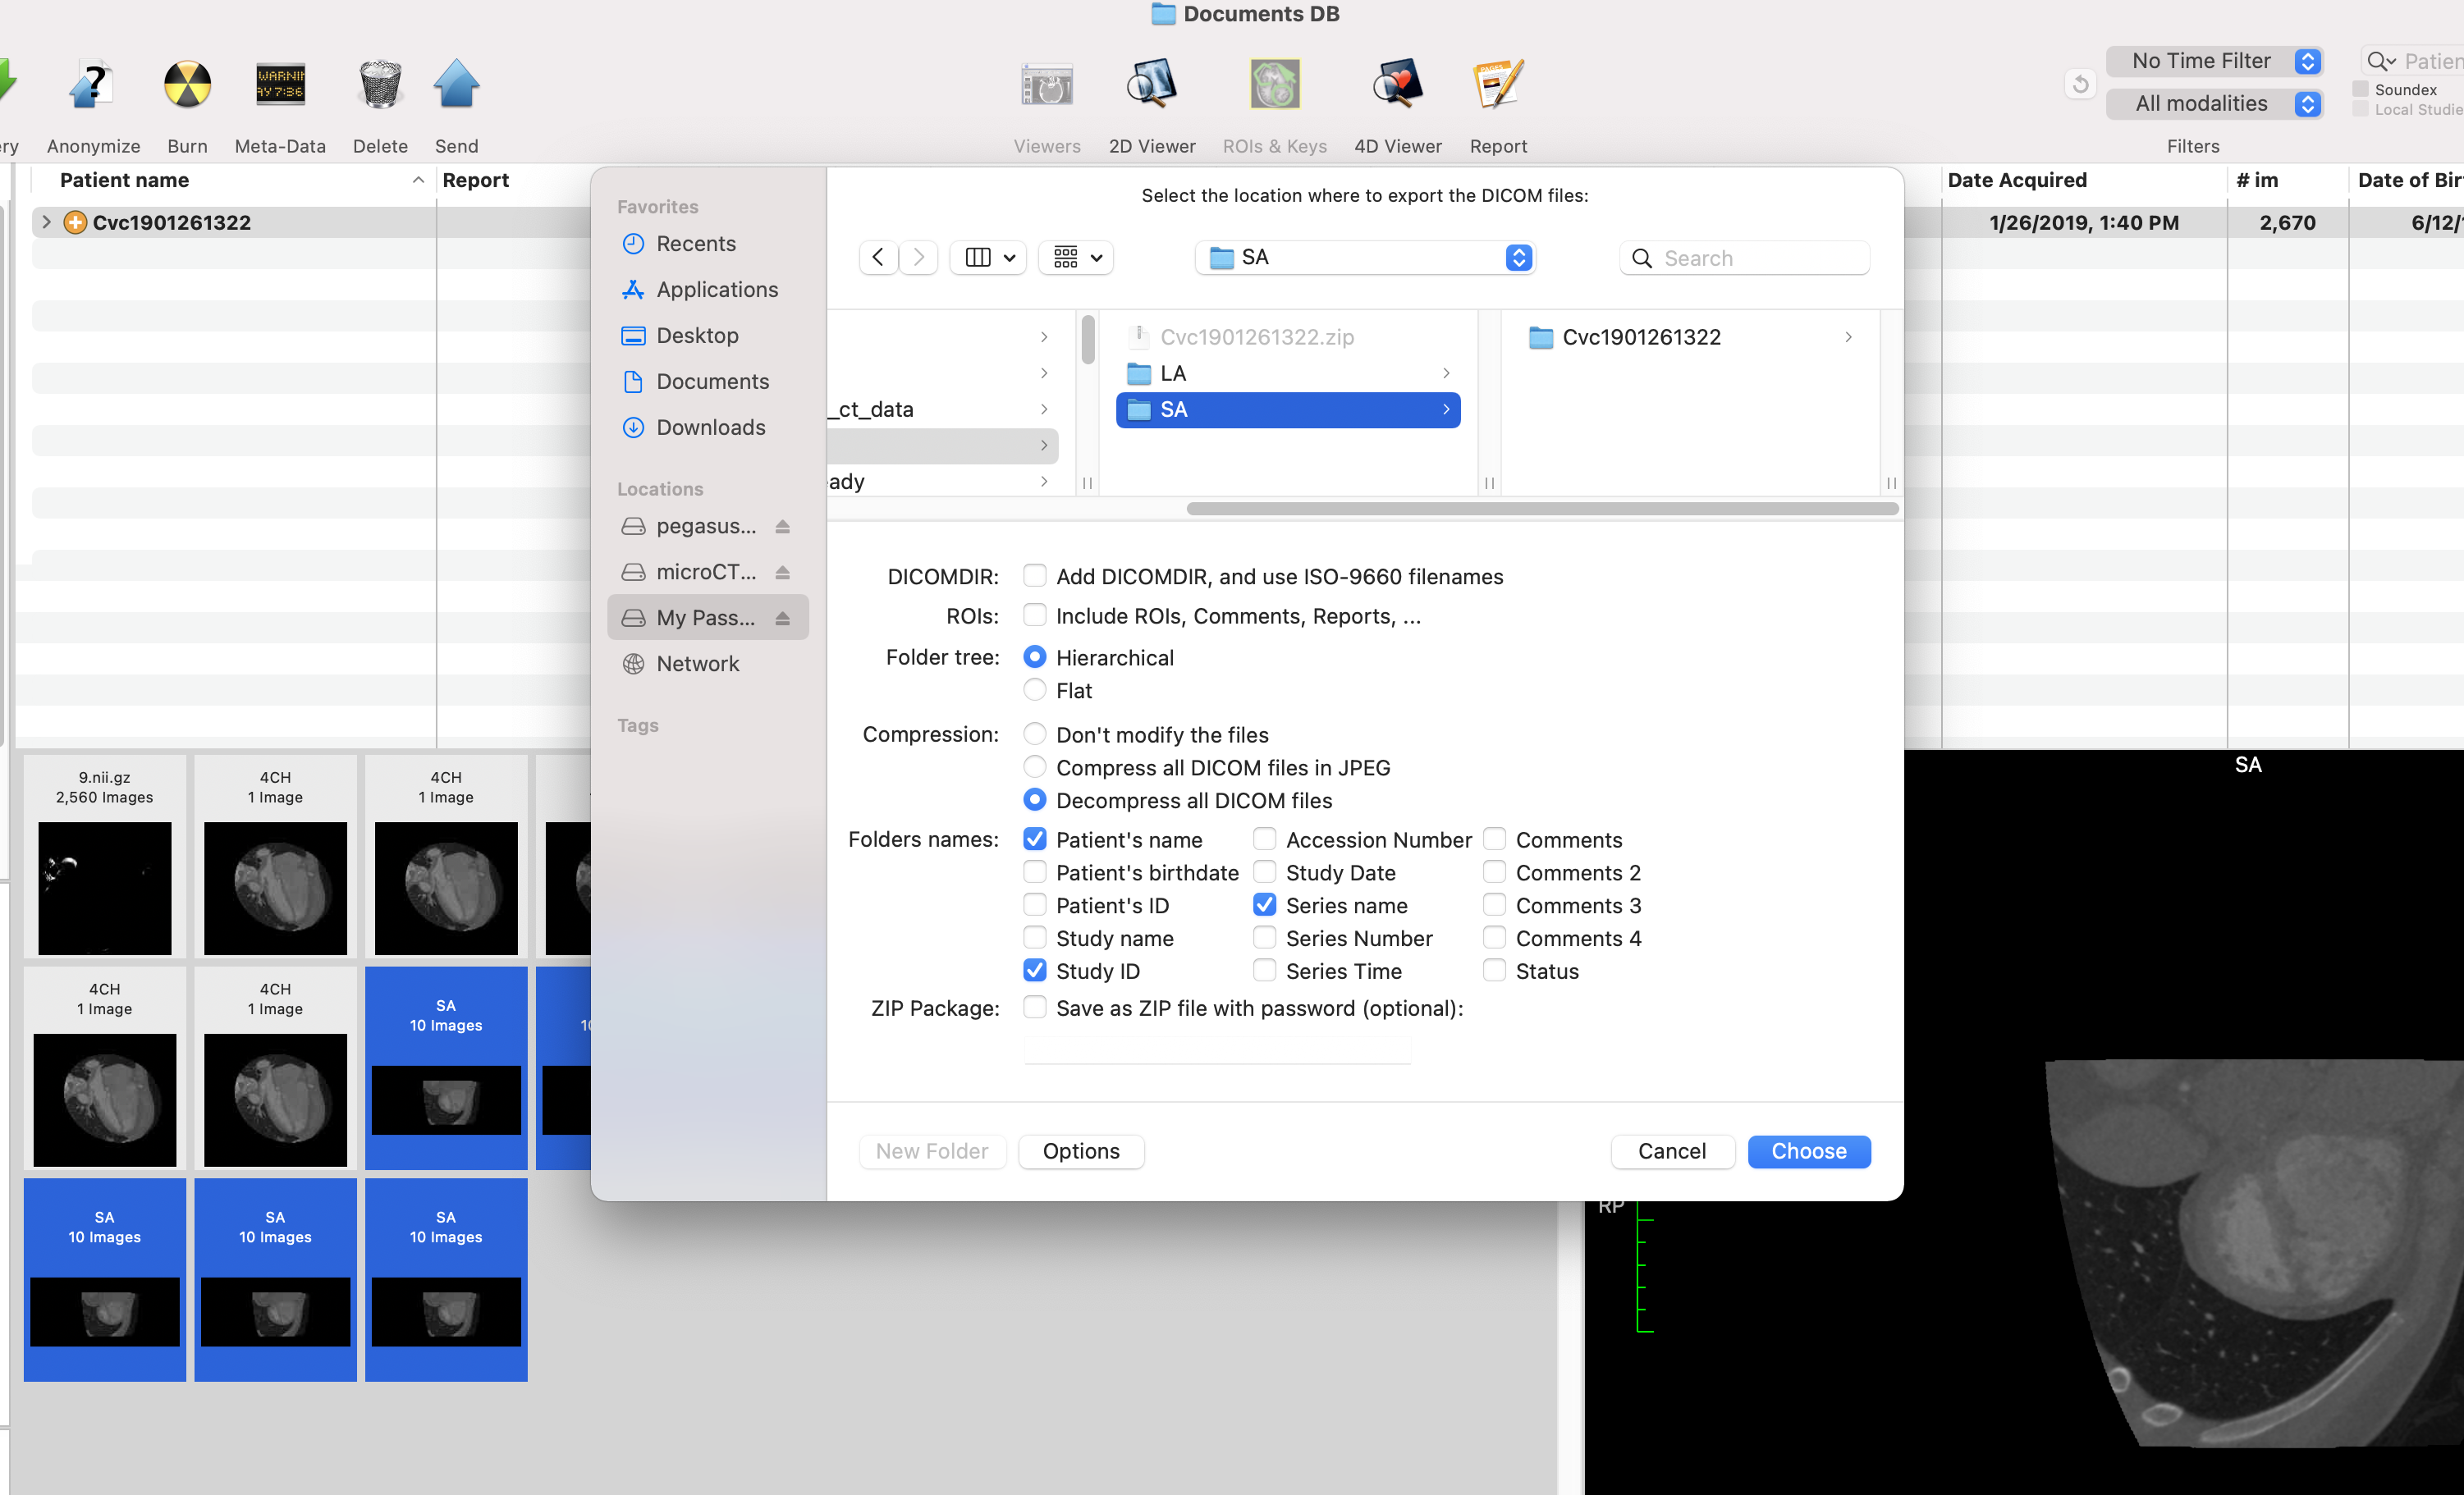 Documents DB
ry
Anonymize
Burn
WARNIN
AY7:36
Meta-Data
Delete
Send
Viewers
2D Viewer
ROIs & Keys
4D Viewer
PAGES
Report
No Time Filter
All modalities
Filters
Patien
Soundex
Local Studie
Patient name
Report
Date Acquired
# im
Date of Bir
Cvc1901261322
1/26/2019, 1:40 PM
2,670
6/12/1
Favorites
Recents
Applications
Desktop
Documents
Downloads
Locations
pegasus...
microCT...
My Pass...
Network
Tags
Select the location where to export the DICOM files:
SA
Search
_ct_data
ady
Cvc1901261322.zip
LA
SA
Cvc1901261322
DICOMDIR:
Add DICOMDIR, and use ISO-9660 filenames
ROIs:
Include ROIs, Comments, Reports, ...
Folder tree:
Hierarchical
Flat
Compression:
Don't modify the files
Compress all DICOM files in JPEG
Decompress all DICOM files
Folders names:
Patient's name
Accession Number
Comments
Patient's birthdate
Study Date
Comments 2
Patient's ID
Series name
Comments 3
Study name
Series Number
Comments 4
Study ID
Series Time
Status
ZIP Package:
Save as ZIP file with password (optional):
New Folder
Options
Cancel
Choose
9.nii.gz
2,560 Images
4CH
1 Image
4CH
1 Image
4CH
1 Image
4CH
1 Image
SA
10 Images
10
SA
10 Images
SA
10 Images
SA
10 Images
SA
RP